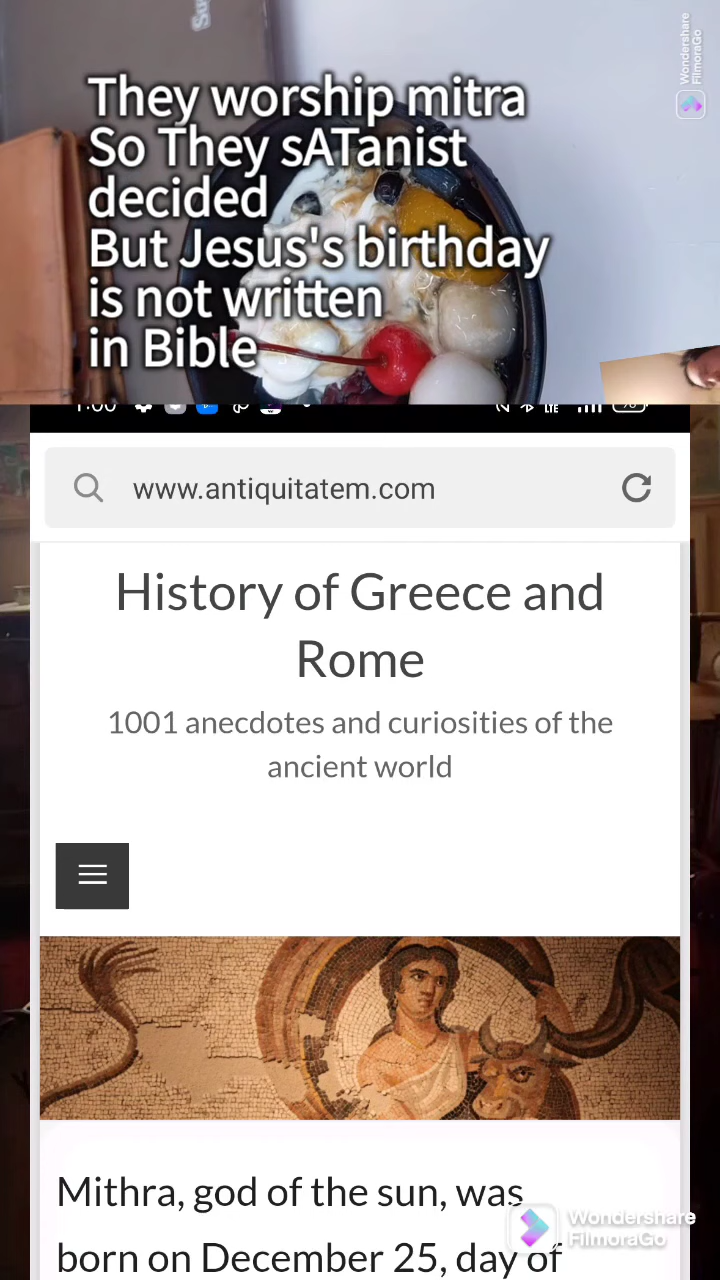 Wondershare
FilmoraGo
They worship mitra
So They sATanist
decided
But Jesus's birthday
is not written
in Bible
www.antiquitatem.com
History of Greece and
Rome
1001 anecdotes and curiosities of the
ancient world
Mithra, god of the sun, was
born on December 25, day of
Wondershare
FilmoraGo